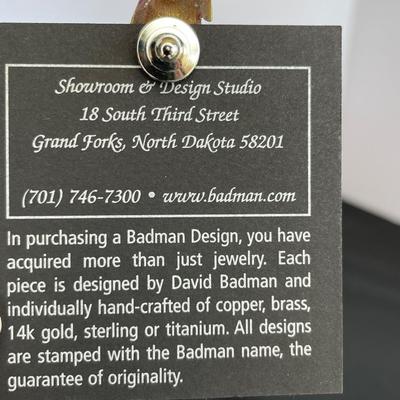 Showroom & Design Studio
18 South Third Street
Grand Forks, North Dakota 58201
(701) 746-7300 • www.badman.com
In purchasing a Badman Design, you have
acquired more than just jewelry. Each
piece is designed by David Badman and
individually hand-crafted of copper, brass,
14k gold, sterling or titanium. All designs
are stamped with the Badman name, the
guarantee of originality.